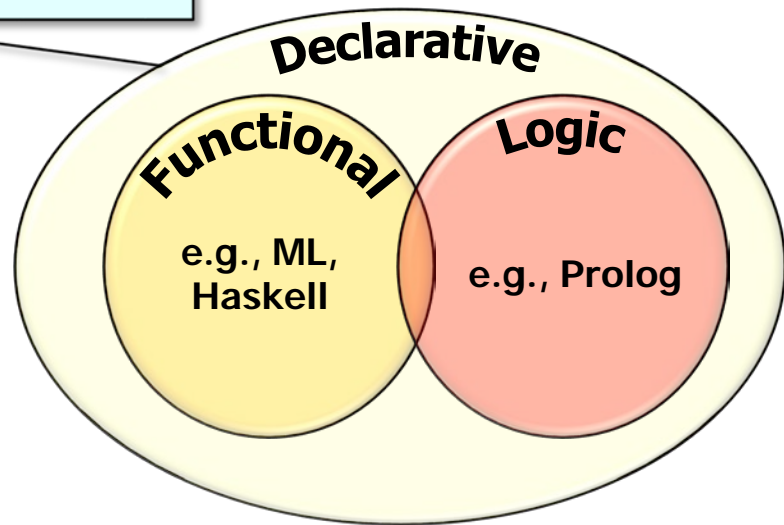 Declarative
Functional
Logic
e.g., ML,
Haskell
e.g., Prolog